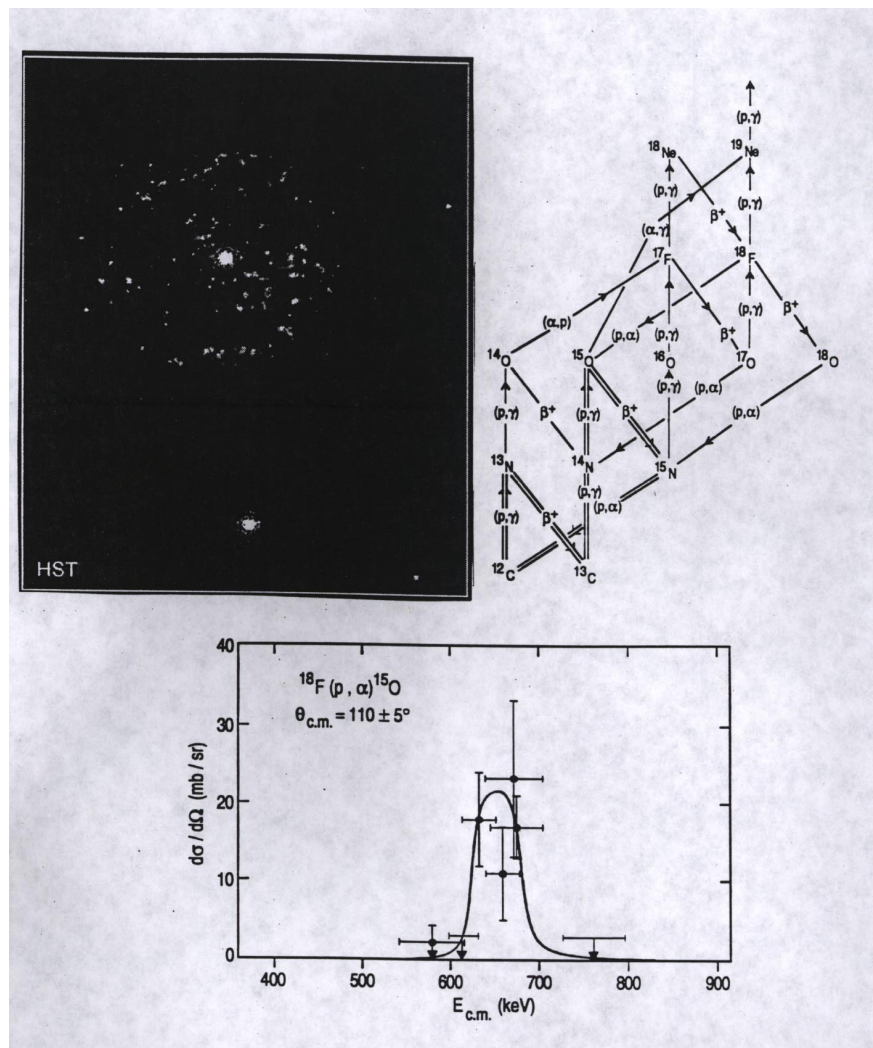 HST
(p,γ)
¹⁸Ne
¹⁹Ne
(p,γ)
(p,γ)
β⁺
(α,γ)
¹⁷F
¹⁸F
(α,p)
(p,α)
(p,γ)
β⁺
(p,γ)
β⁺
¹⁴O
¹⁵O
¹⁶O
¹⁷O
¹⁸O
(p,γ)
β⁺
(p,γ)
β⁺
(p,γ)
(p,α)
(p,α)
¹³N
¹⁴N
¹⁵N
(p,γ)
β⁺
(p,γ)
(p,α)
¹²C
¹³C
40
30
20
10
0
dσ / dΩ (mb / sr)
¹⁸F (p , α)¹⁵O
θc.m. = 110 ± 5°
400 500 600 700 800 900
Ec.m. (keV)